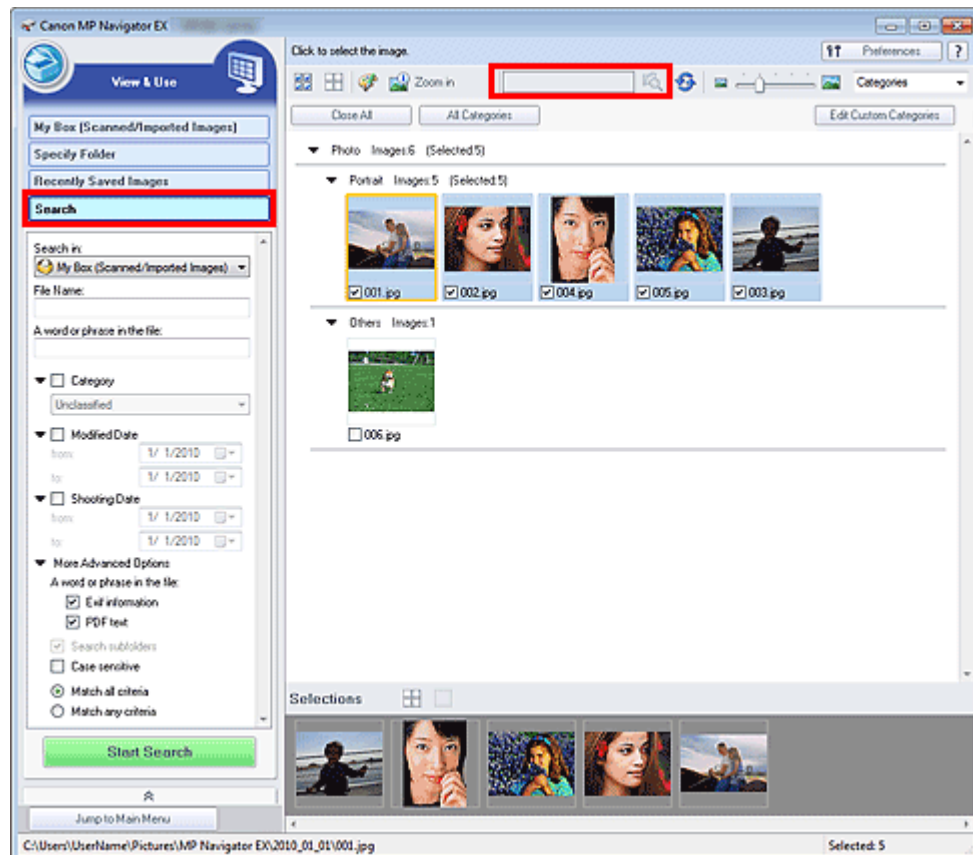 Canon MP Navigator EX
View & Use
My Box (Scanned/Imported Images)
Specify Folder
Recently Saved Images
Search
Search in:
My Box (Scanned/Imported Images)
File Name:
A word or phrase in the file:
Category
Unclassified
Modified Date
from: 1/ 1/2010
to: 1/ 1/2010
Shooting Date
from: 1/ 1/2010
to: 1/ 1/2010
More Advanced Options
A word or phrase in the file:
Exif information
PDF text
Search subfolders
Case sensitive
Match all criteria
Match any criteria
Start Search
Jump to Main Menu
Click to select the image.
Preferences ?
Zoom in
Categories
Close All All Categories Edit Custom Categories
Photo Images:6 (Selected:5)
Portrait Images:5 (Selected:5)
001.jpg 002.jpg 004.jpg 005.jpg 003.jpg
Others Images:1
006.jpg
Selections
C:\Users\UserName\Pictures\MP Navigator EX\2010_01_01\001.jpg Selected: 5